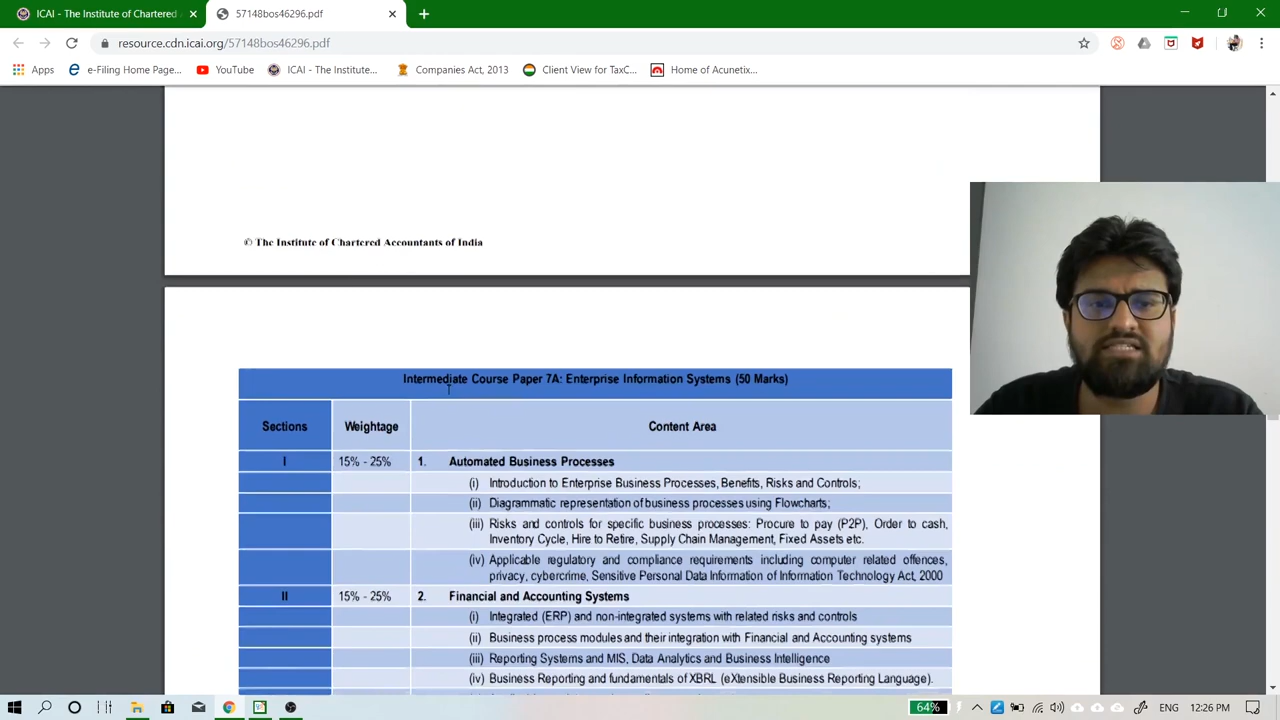 ICAI - The Institute of Chartered A
57148bos46296.pdf
resource.cdn.icai.org/57148bos46296.pdf
Apps
e-Filing Home Page...
YouTube
ICAI - The Institute...
Companies Act, 2013
Client View for TaxC...
Home of Acunetix...
© The Institute of Chartered Accountants of India
Intermediate Course Paper 7A: Enterprise Information Systems (50 Marks)
Sections Weightage Content Area
I 15% - 25% 1. Automated Business Processes
(i) Introduction to Enterprise Business Processes, Benefits, Risks and Controls;
(ii) Diagrammatic representation of business processes using Flowcharts;
(iii) Risks and controls for specific business processes: Procure to pay (P2P), Order to cash,
Inventory Cycle, Hire to Retire, Supply Chain Management, Fixed Assets etc.
(iv) Applicable regulatory and compliance requirements including computer related offences,
privacy, cybercrime, Sensitive Personal Data Information of Information Technology Act, 2000
II 15% - 25% 2. Financial and Accounting Systems
(i) Integrated (ERP) and non-integrated systems with related risks and controls
(ii) Business process modules and their integration with Financial and Accounting systems
(iii) Reporting Systems and MIS, Data Analytics and Business Intelligence
(iv) Business Reporting and fundamentals of XBRL (eXtensible Business Reporting Language).
64% ENG 12:26 PM